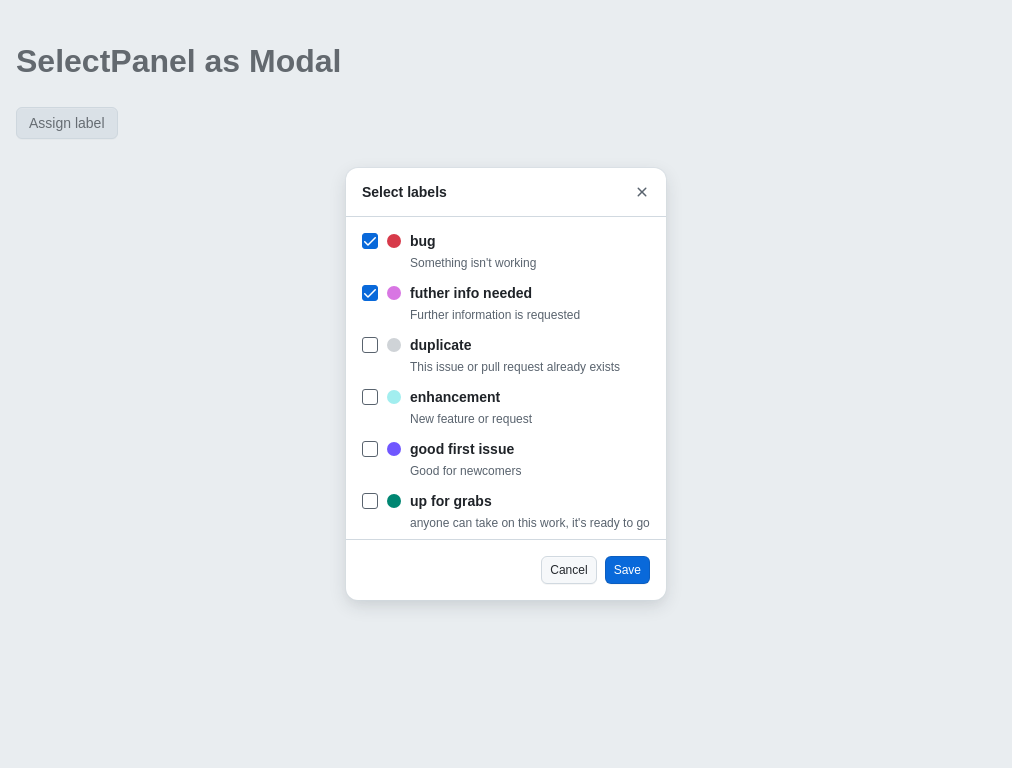 SelectPanel as Modal
Assign label
Select labels
bug
Something isn't working
futher info needed
Further information is requested
duplicate
This issue or pull request already exists
enhancement
New feature or request
good first issue
Good for newcomers
up for grabs
anyone can take on this work, it's ready to go
Cancel Save